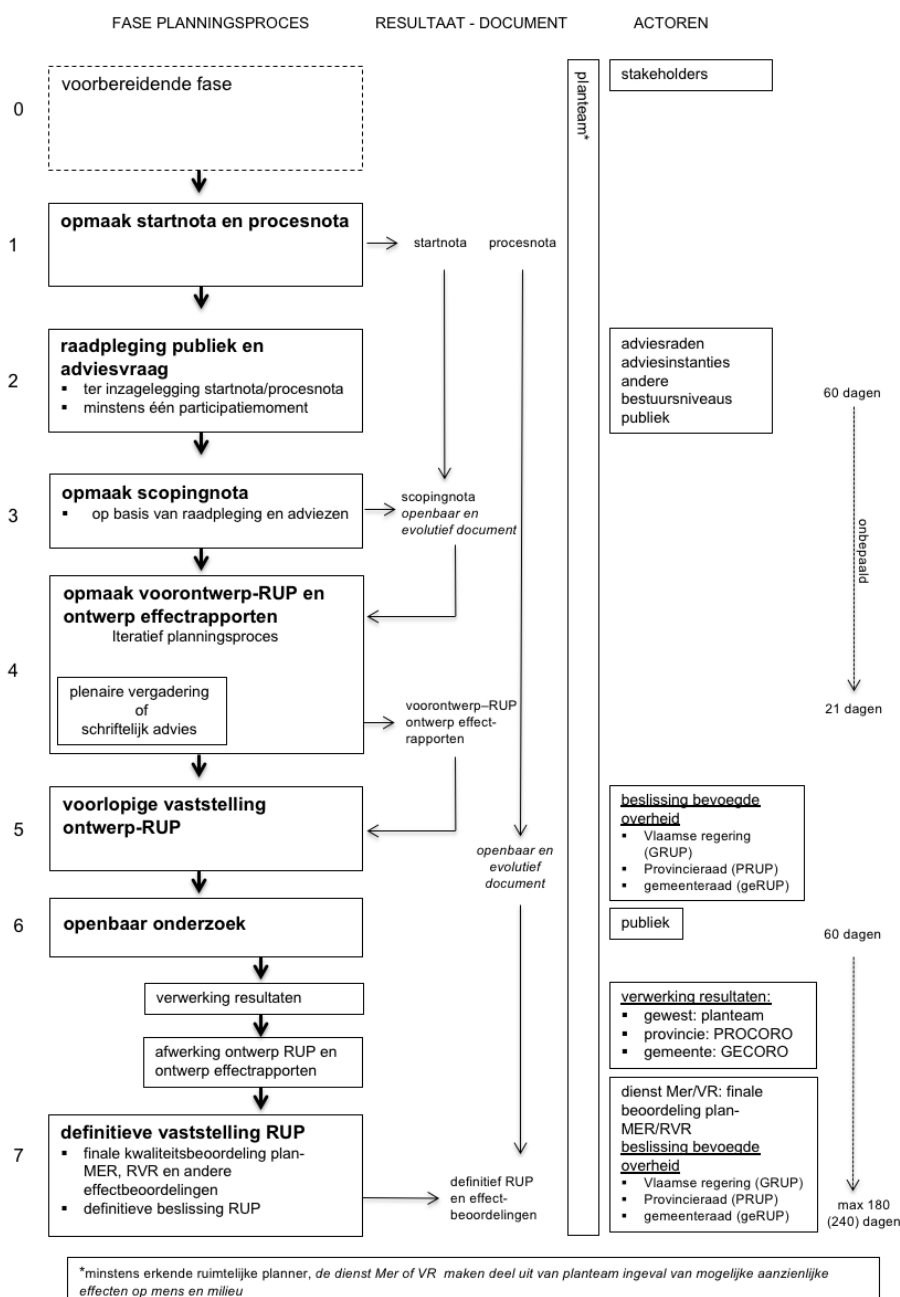 FASE PLANNINGSPROCES
RESULTAAT - DOCUMENT
ACTOREN
0
voorbereidende fase
planteam*
stakeholders
1
opmaak startnota en procesnota
startnota
procesnota
2
raadpleging publiek en
adviesvraag
▪ ter inzagelegging startnota/procesnota
▪ minstens één participatiemoment
adviesraden
adviesinstanties
andere
bestuursniveaus
publiek
60 dagen
3
opmaak scopingnota
▪ op basis van raadpleging en adviezen
scopingnota
openbaar en
evolutief document
onbepaald
4
opmaak voorontwerp-RUP en
ontwerp effectrapporten
Iteratief planningsproces
plenaire vergadering
of
schriftelijk advies
voorontwerp–RUP
ontwerp effect-
rapporten
21 dagen
5
voorlopige vaststelling
ontwerp-RUP
openbaar en
evolutief
document
beslissing bevoegde
overheid
▪ Vlaamse regering
(GRUP)
▪ Provincieraad (PRUP)
▪ gemeenteraad (geRUP)
6
openbaar onderzoek
publiek
60 dagen
verwerking resultaten
verwerking resultaten:
▪ gewest: planteam
▪ provincie: PROCORO
▪ gemeente: GECORO
afwerking ontwerp RUP en
ontwerp effectrapporten
7
definitieve vaststelling RUP
▪ finale kwaliteitsbeoordeling plan-
MER, RVR en andere
effectbeoordelingen
▪ definitieve beslissing RUP
definitief RUP
en effect-
beoordelingen
dienst Mer/VR: finale
beoordeling plan-
MER/RVR
beslissing bevoegde
overheid
▪ Vlaamse regering (GRUP)
▪ Provincieraad (PRUP)
▪ gemeenteraad (geRUP)
max 180
(240) dagen
*minstens erkende ruimtelijke planner, de dienst Mer of VR maken deel uit van planteam ingeval van mogelijke aanzienlijke
effecten op mens en milieu